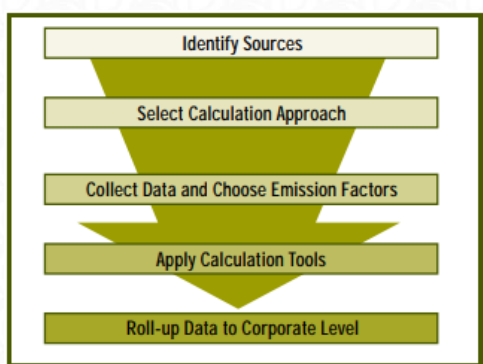 Identify Sources
Select Calculation Approach
Collect Data and Choose Emission Factors
Apply Calculation Tools
Roll-up Data to Corporate Level